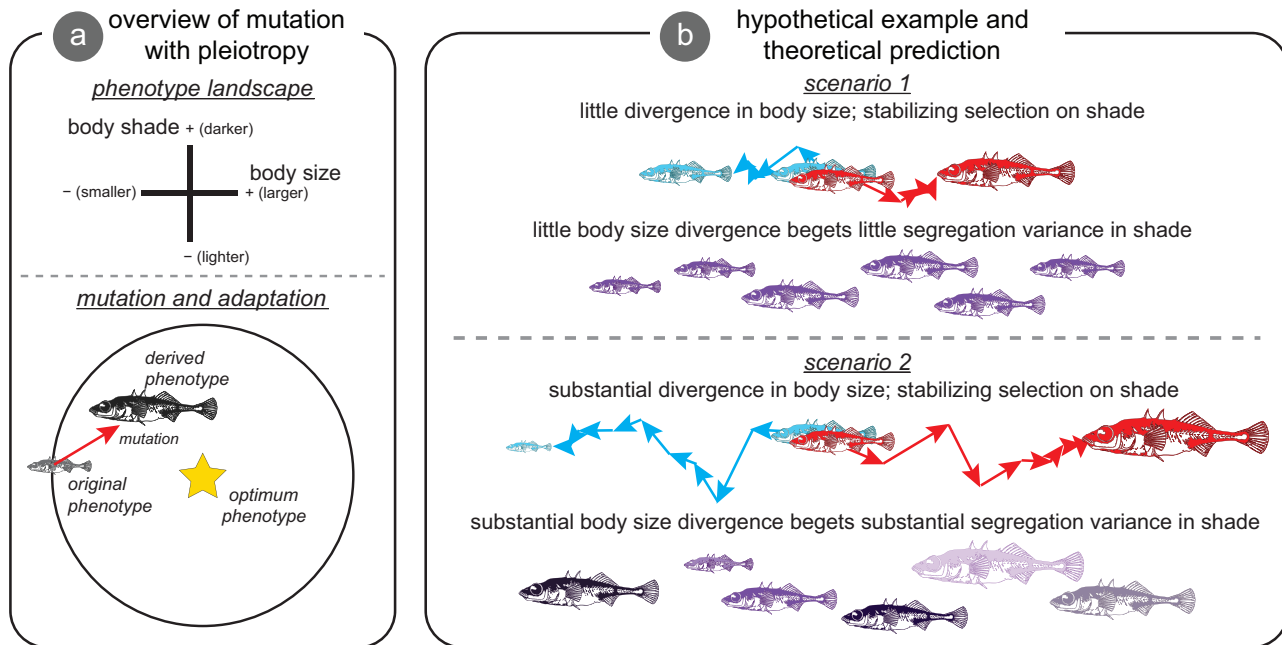 a
overview of mutation
with pleiotropy
phenotype landscape
body shade + (darker)
body size
− (smaller) + (larger)
− (lighter)
mutation and adaptation
derived
phenotype
mutation
original
phenotype
optimum
phenotype
b
hypothetical example and
theoretical prediction
scenario 1
little divergence in body size; stabilizing selection on shade
little body size divergence begets little segregation variance in shade
scenario 2
substantial divergence in body size; stabilizing selection on shade
substantial body size divergence begets substantial segregation variance in shade